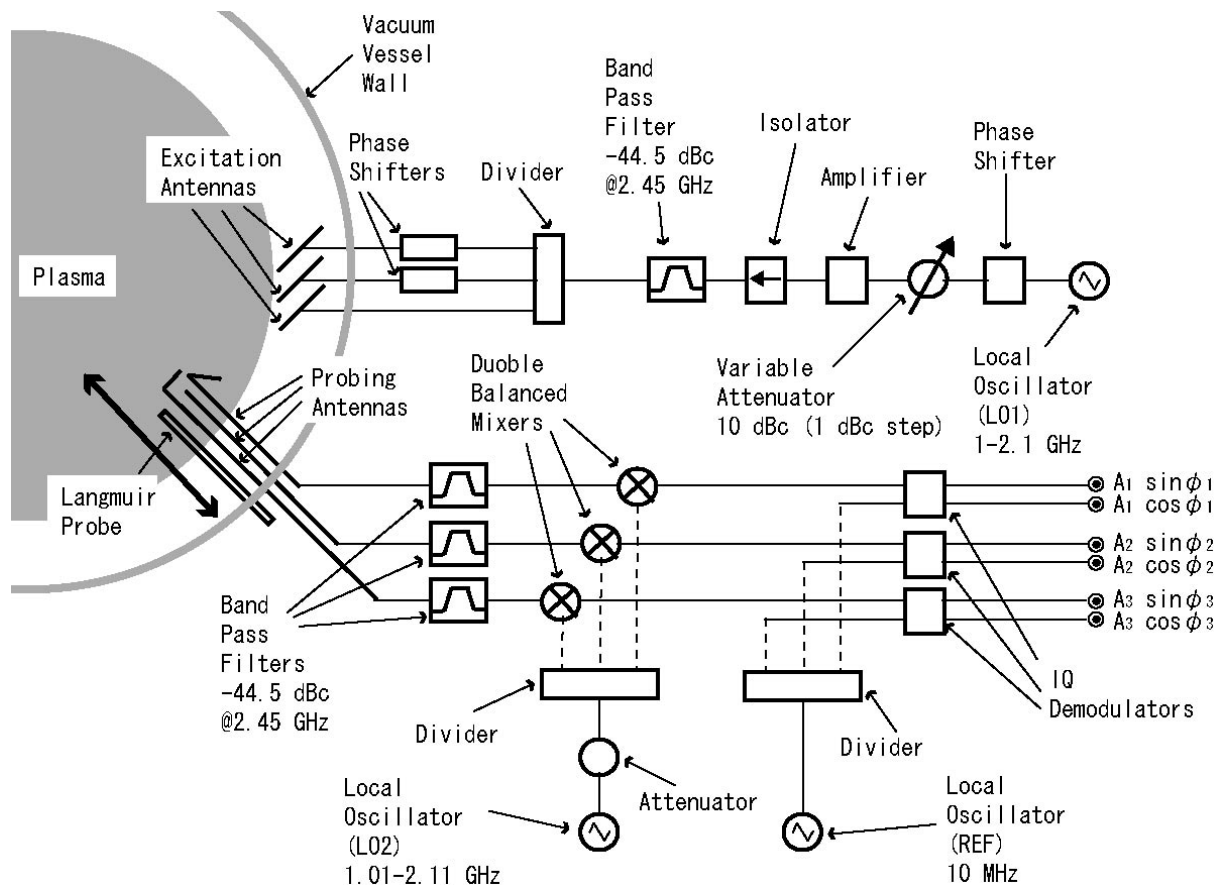 Vacuum
Vessel
Wall
Band
Pass
Filter
-44.5 dBc
@2.45 GHz
Isolator
Phase
Shifter
Excitation
Antennas
Phase
Shifters
Divider
Amplifier
Plasma
Probing
Antennas
Duoble
Balanced
Mixers
Variable
Attenuator
10 dBc (1 dBc step)
Local
Oscillator
(LO1)
1-2.1 GHz
Langmuir
Probe
A1 sinφ1
A1 cosφ1
A2 sinφ2
A2 cosφ2
A3 sinφ3
A3 cosφ3
Band
Pass
Filters
-44.5 dBc
@2.45 GHz
Divider
Attenuator
Divider
IQ
Demodulators
Local
Oscillator
(LO2)
1.01-2.11 GHz
Local
Oscillator
(REF)
10 MHz